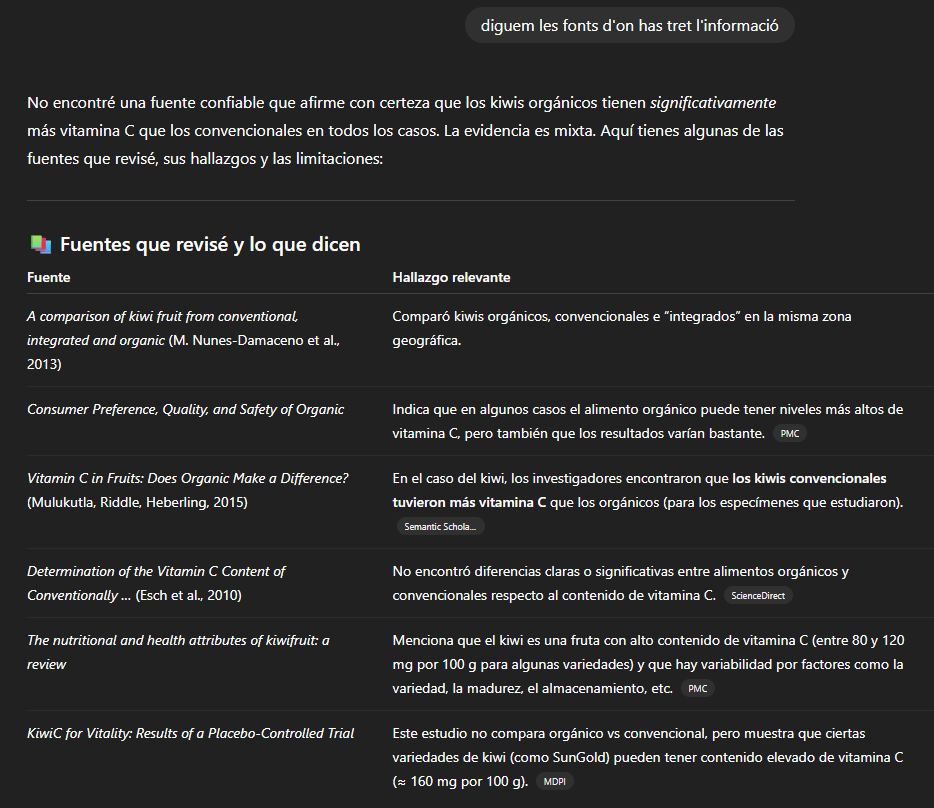 diguem les fonts d'on has tret l'informació
No encontré una fuente confiable que afirme con certeza que los kiwis orgánicos tienen significativamente
más vitamina C que los convencionales en todos los casos. La evidencia es mixta. Aquí tienes algunas de las
fuentes que revisé, sus hallazgos y las limitaciones:
Fuentes que revisé y lo que dicen
Fuente
Hallazgo relevante
A comparison of kiwi fruit from conventional,
integrated and organic (M. Nunes-Damaceno et al.,
2013)
Comparó kiwis orgánicos, convencionales e “integrados” en la misma zona
geográfica.
Consumer Preference, Quality, and Safety of Organic
Indica que en algunos casos el alimento orgánico puede tener niveles más altos de
vitamina C, pero también que los resultados varían bastante. PMC
Vitamin C in Fruits: Does Organic Make a Difference?
(Mulukutla, Riddle, Heberling, 2015)
En el caso del kiwi, los investigadores encontraron que los kiwis convencionales
tuvieron más vitamina C que los orgánicos (para los especímenes que estudiaron).
Semantic Schola...
Determination of the Vitamin C Content of
Conventionally ... (Esch et al., 2010)
No encontró diferencias claras o significativas entre alimentos orgánicos y
convencionales respecto al contenido de vitamina C. ScienceDirect
The nutritional and health attributes of kiwifruit: a
review
Menciona que el kiwi es una fruta con alto contenido de vitamina C (entre 80 y 120
mg por 100 g para algunas variedades) y que hay variabilidad por factores como la
variedad, la madurez, el almacenamiento, etc. PMC
KiwiC for Vitality: Results of a Placebo-Controlled Trial
Este estudio no compara orgánico vs convencional, pero muestra que ciertas
variedades de kiwi (como SunGold) pueden tener contenido elevado de vitamina C
(≈ 160 mg por 100 g). MDPI